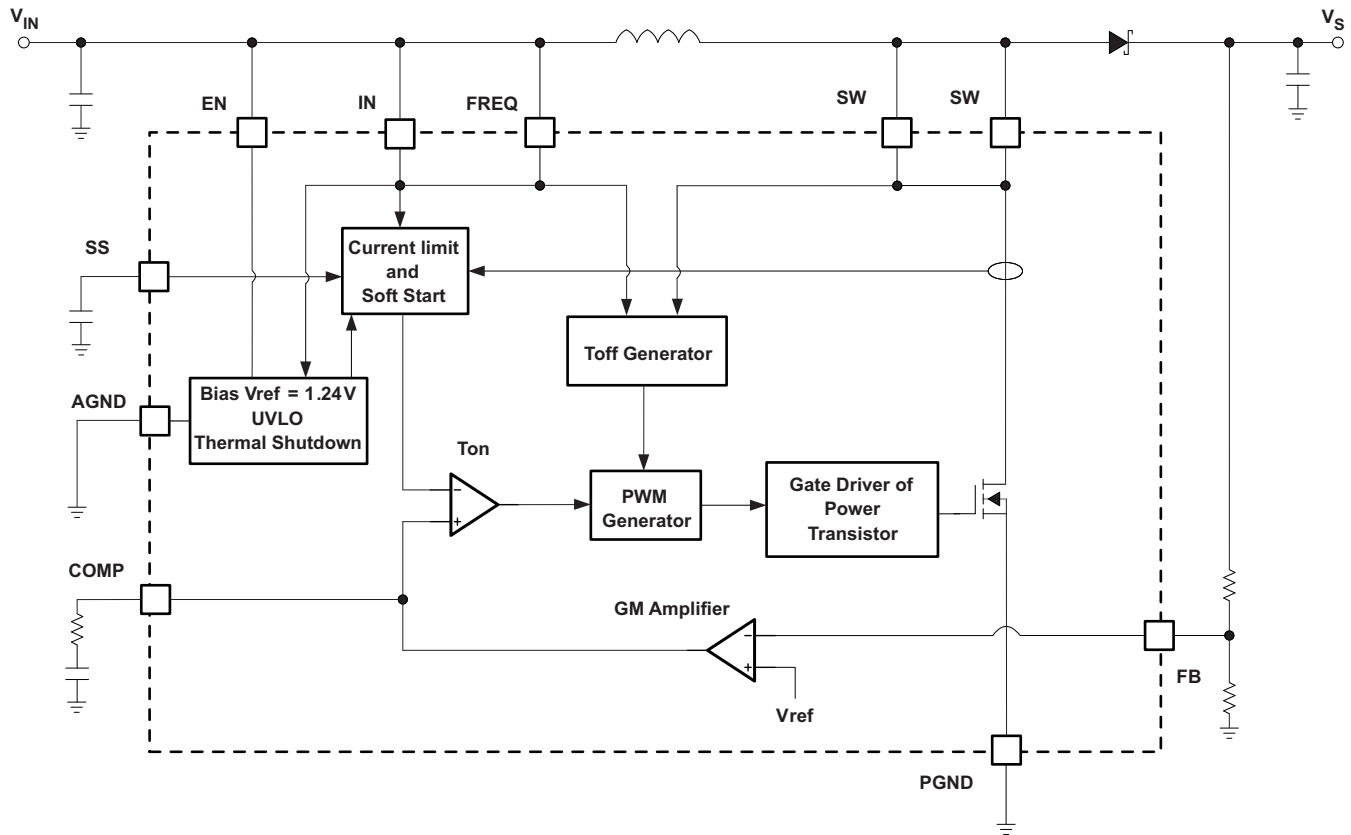 VIN
VS
EN
IN
FREQ
SW
SW
SS
Current limit
and
Soft Start
Toff Generator
AGND
Bias Vref = 1.24V
UVLO
Thermal Shutdown
Ton
−
+
PWM
Generator
Gate Driver of
Power
Transistor
COMP
GM Amplifier
−
+
Vref
FB
PGND